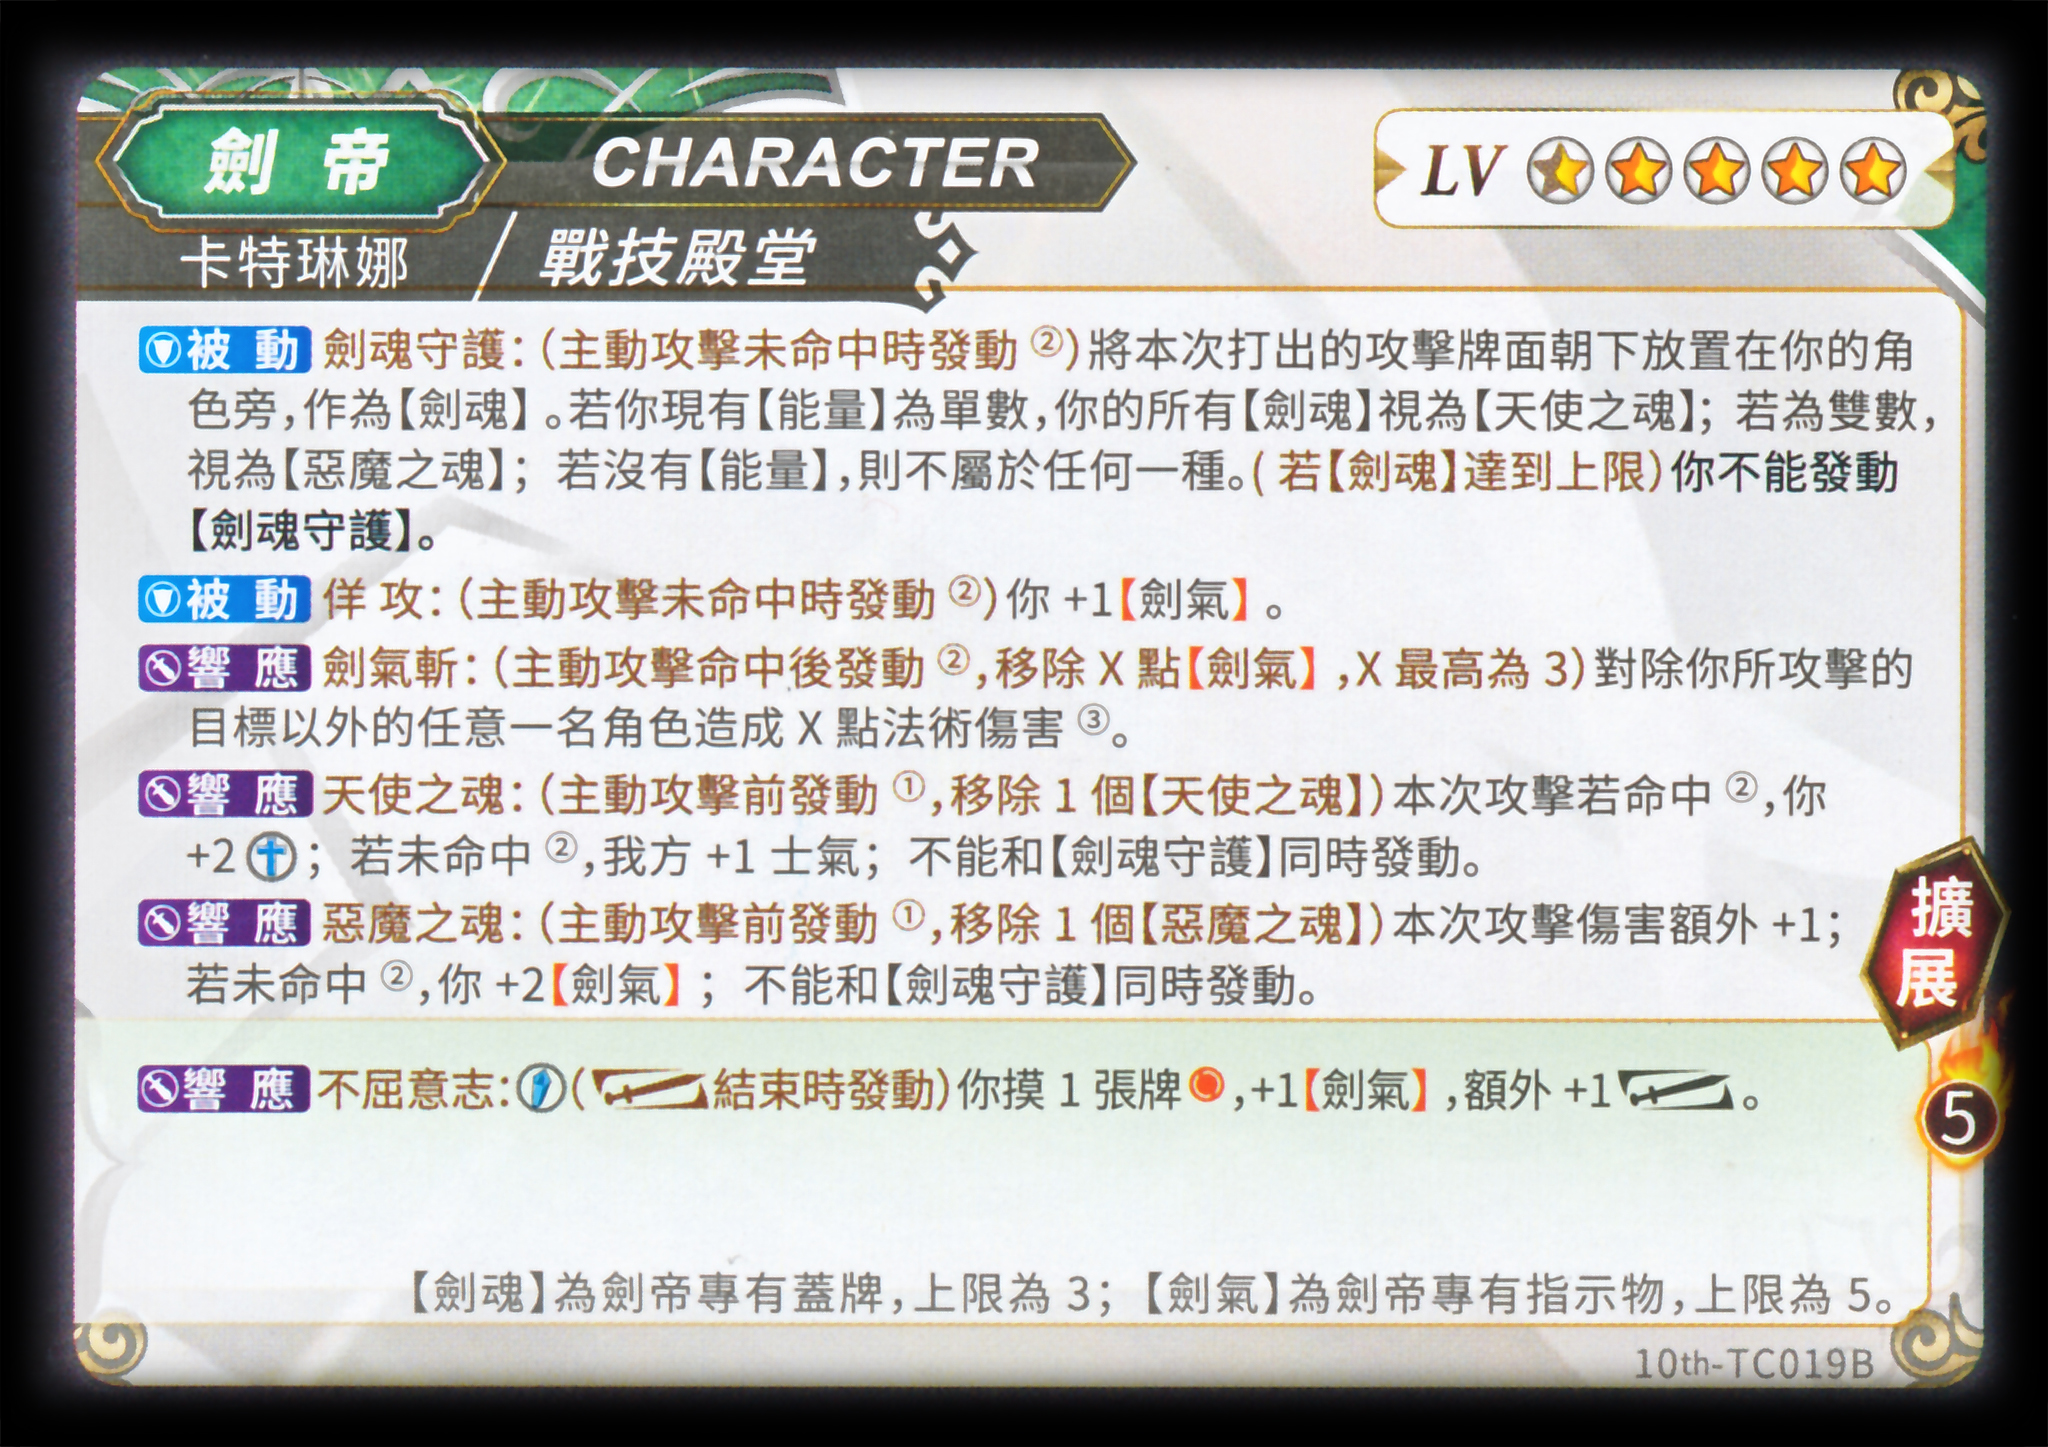 劍 帝
CHARACTER
LV
卡特琳娜 / 戰技殿堂
被 動 劍魂守護:(主動攻擊未命中時發動②)將本次打出的攻擊牌面朝下放置在你的角
色旁,作為【劍魂】。若你現有【能量】為單數,你的所有【劍魂】視為【天使之魂】; 若為雙數,
視為【惡魔之魂】; 若沒有【能量】,則不屬於任何一種。(若【劍魂】達到上限)你不能發動
【劍魂守護】。
被 動 佯 攻:(主動攻擊未命中時發動②)你 +1【劍氣】。
響 應 劍氣斬:(主動攻擊命中後發動②,移除 X 點【劍氣】,X 最高為 3)對除你所攻擊的
目標以外的任意一名角色造成 X 點法術傷害③。
響 應 天使之魂:(主動攻擊前發動①,移除 1 個【天使之魂】)本次攻擊若命中②,你
+2 ; 若未命中②,我方 +1 士氣; 不能和【劍魂守護】同時發動。
響 應 惡魔之魂:(主動攻擊前發動①,移除 1 個【惡魔之魂】)本次攻擊傷害額外 +1;
若未命中②,你 +2【劍氣】; 不能和【劍魂守護】同時發動。
擴展
響 應 不屈意志:(結束時發動)你摸 1 張牌,+1【劍氣】,額外 +1。
5
【劍魂】為劍帝專有蓋牌,上限為 3;【劍氣】為劍帝專有指示物,上限為 5。
10th-TC019B